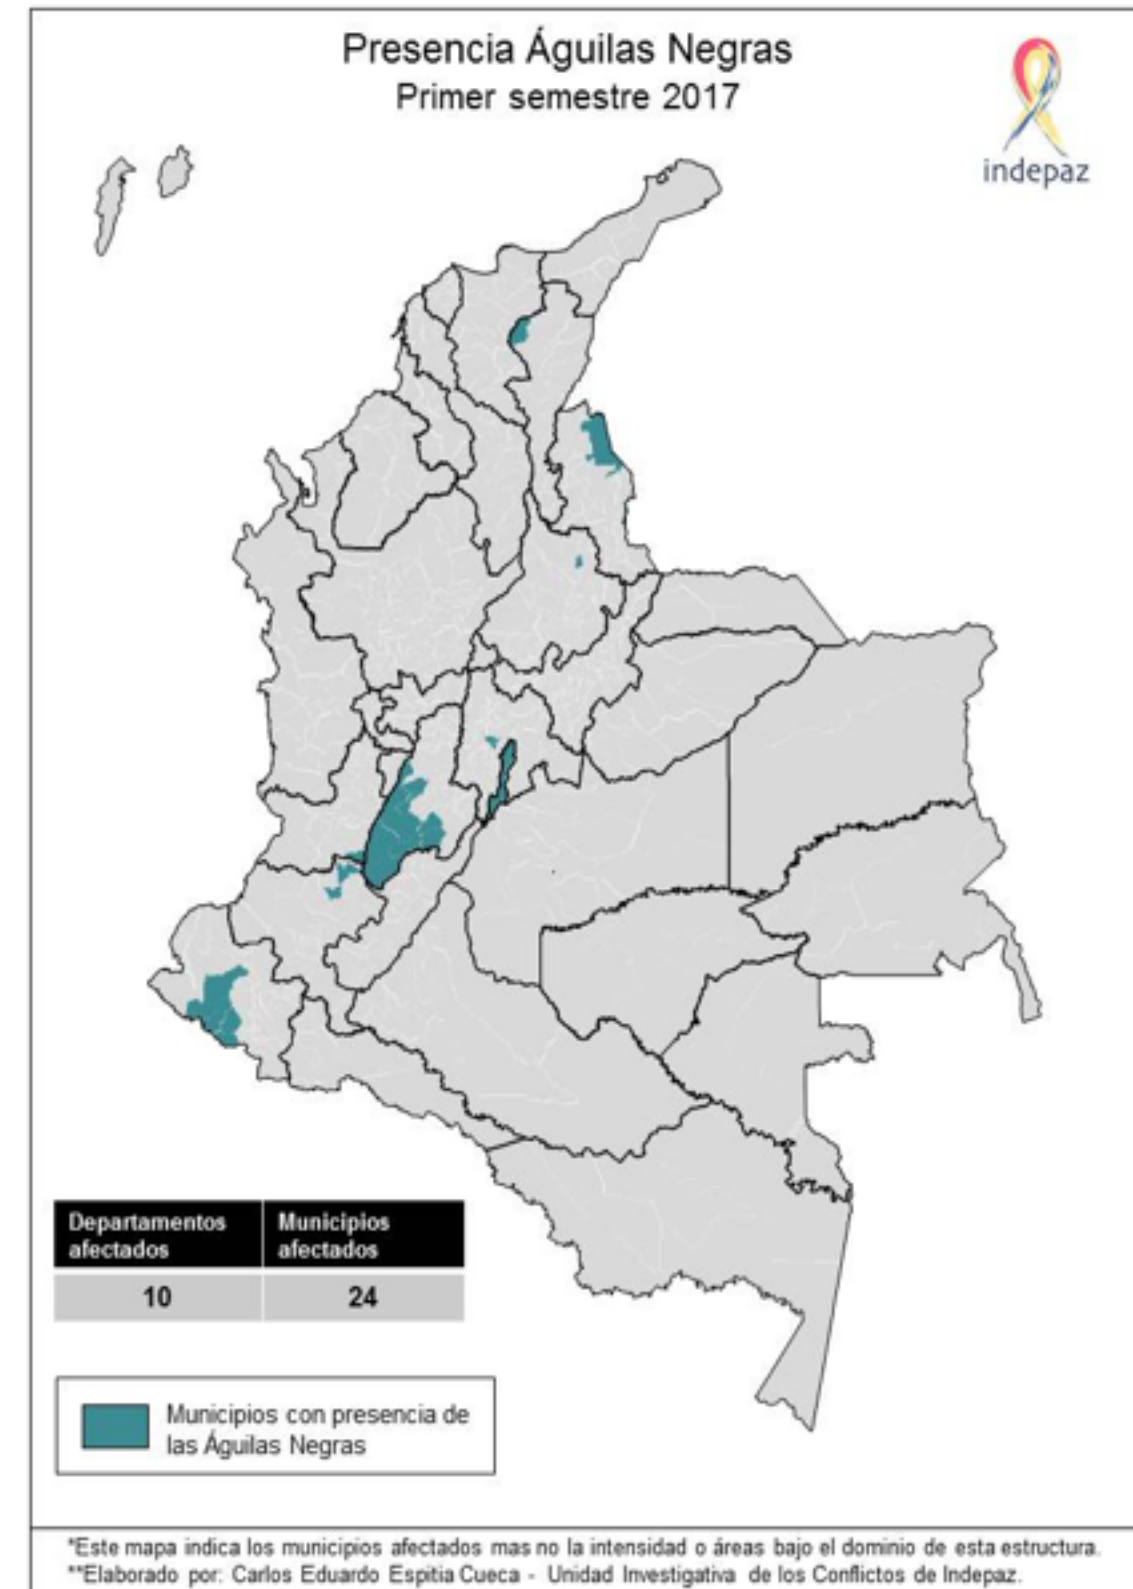 Presencia Águilas Negras
Primer semestre 2017
indepaz
Departamentos afectados
Municipios afectados
10
24
Municipios con presencia de
las Águilas Negras
*Este mapa indica los municipios afectados mas no la intensidad o áreas bajo el dominio de esta estructura.
**Elaborado por: Carlos Eduardo Espitia Cueca - Unidad Investigativa de los Conflictos de Indepaz.